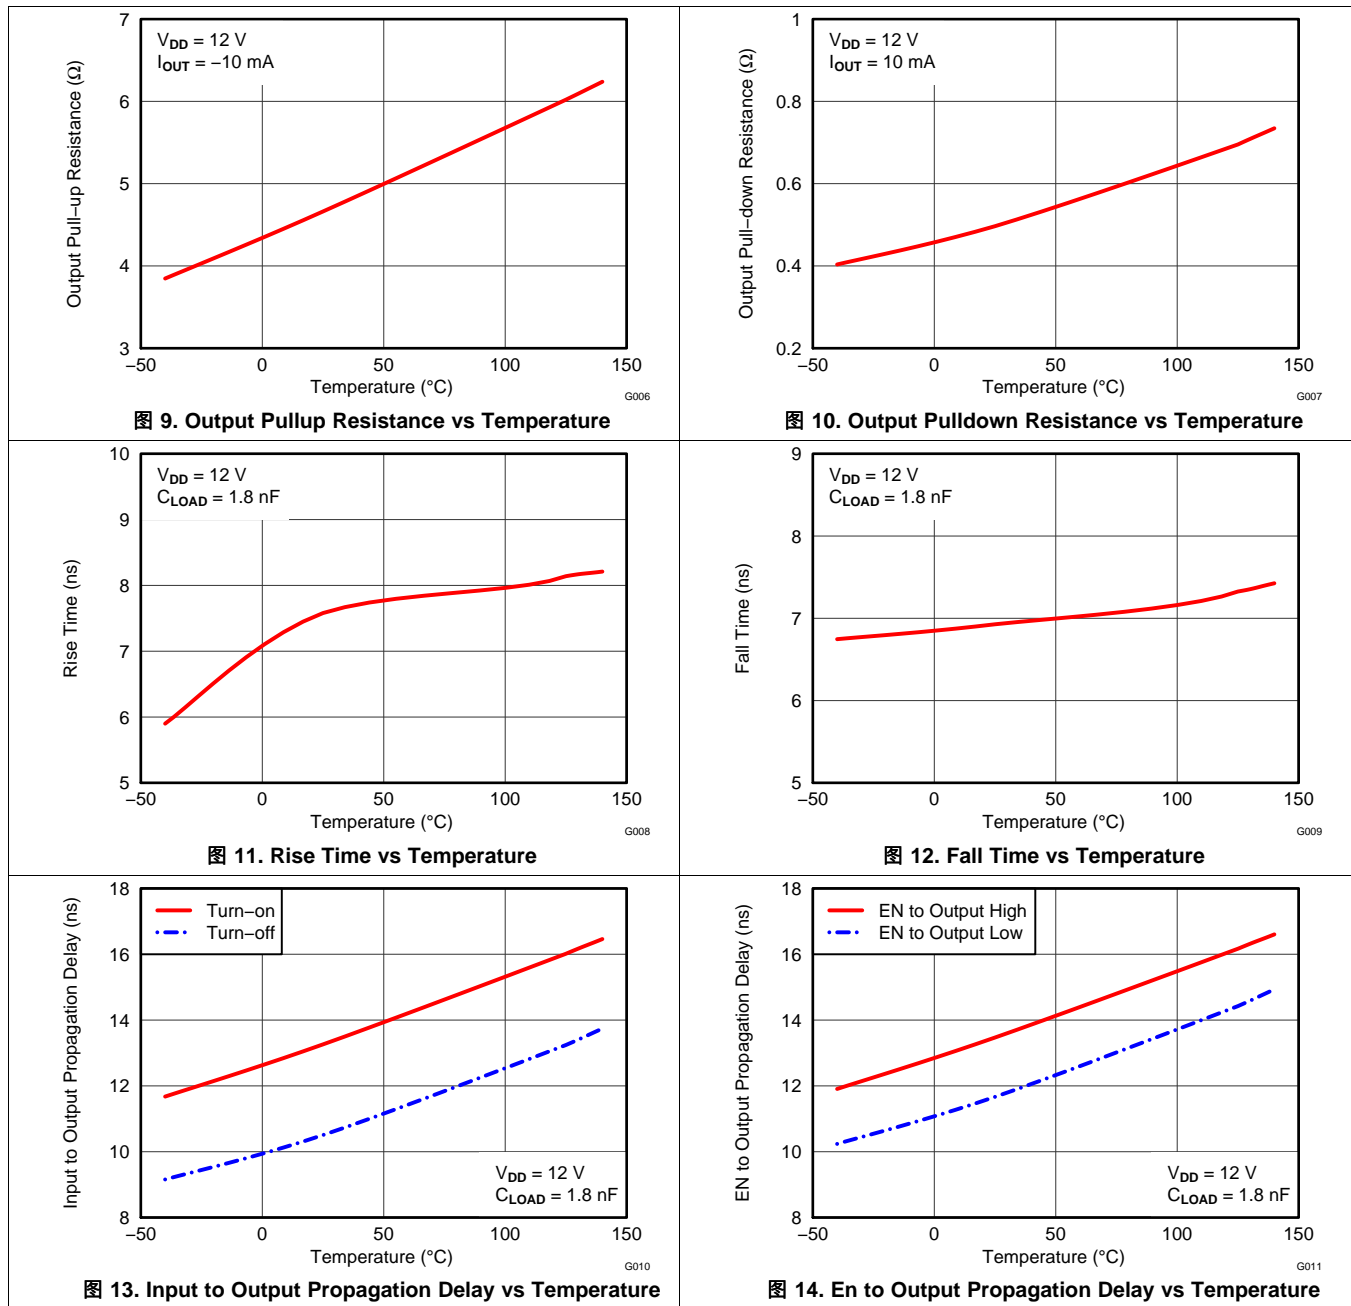 7
6
5
4
3
Output Pull−up Resistance (Ω)
VDD = 12 V
IOUT = −10 mA
−50 0 50 100 150
Temperature (°C)
G006
图 9. Output Pullup Resistance vs Temperature
1
0.8
0.6
0.4
0.2
Output Pull−down Resistance (Ω)
VDD = 12 V
IOUT = 10 mA
−50 0 50 100 150
Temperature (°C)
G007
图 10. Output Pulldown Resistance vs Temperature
10
9
8
7
6
5
Rise Time (ns)
VDD = 12 V
CLOAD = 1.8 nF
−50 0 50 100 150
Temperature (°C)
G008
图 11. Rise Time vs Temperature
9
8
7
6
5
Fall Time (ns)
VDD = 12 V
CLOAD = 1.8 nF
−50 0 50 100 150
Temperature (°C)
G009
图 12. Fall Time vs Temperature
18
16
14
12
10
8
Input to Output Propagation Delay (ns)
Turn−on
Turn−off
VDD = 12 V
CLOAD = 1.8 nF
−50 0 50 100 150
Temperature (°C)
G010
图 13. Input to Output Propagation Delay vs Temperature
18
16
14
12
10
8
EN to Output Propagation Delay (ns)
EN to Output High
EN to Output Low
VDD = 12 V
CLOAD = 1.8 nF
−50 0 50 100 150
Temperature (°C)
G011
图 14. En to Output Propagation Delay vs Temperature